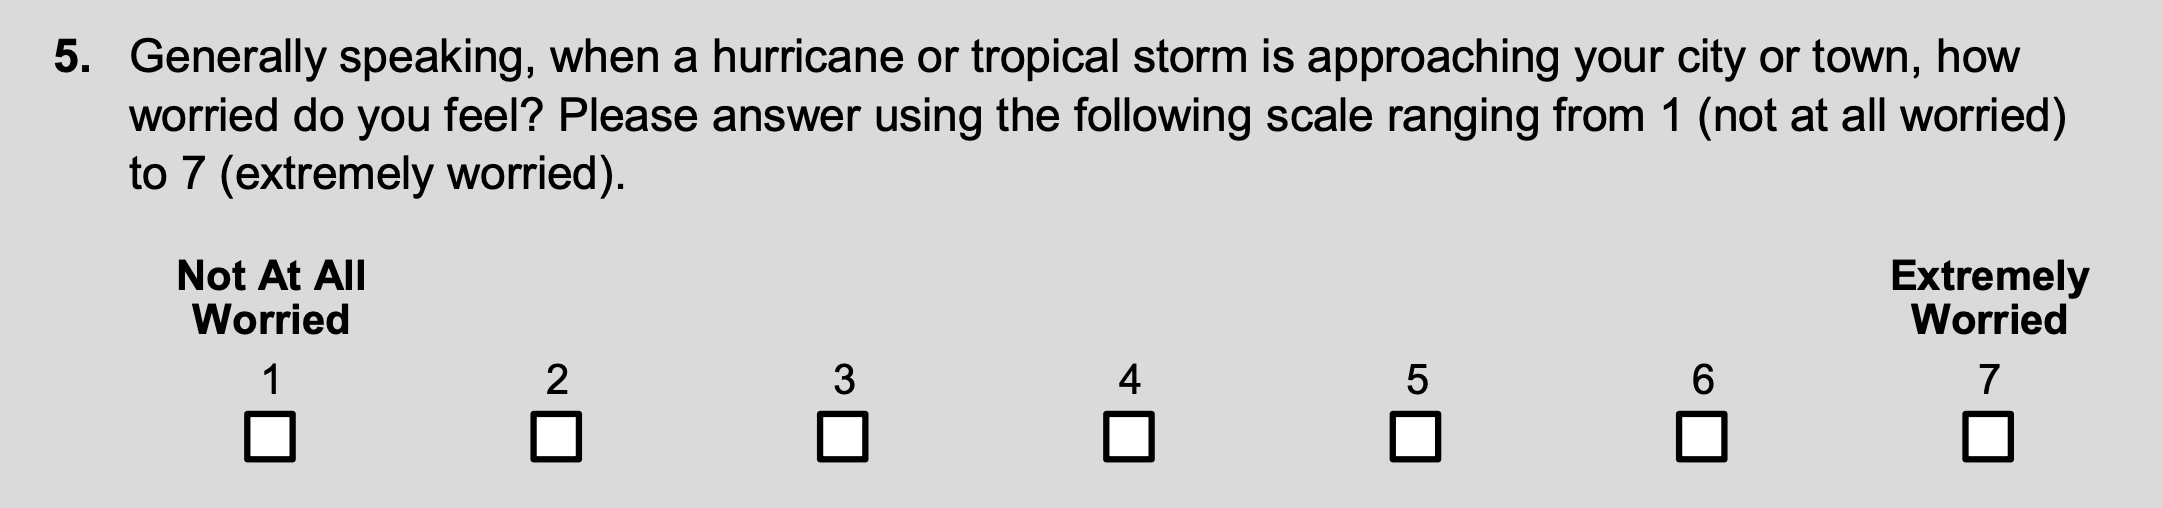 5. Generally speaking, when a hurricane or tropical storm is approaching your city or town, how
worried do you feel? Please answer using the following scale ranging from 1 (not at all worried)
to 7 (extremely worried).
Not At All
Worried
Extremely
Worried
1 2 3 4 5 6 7